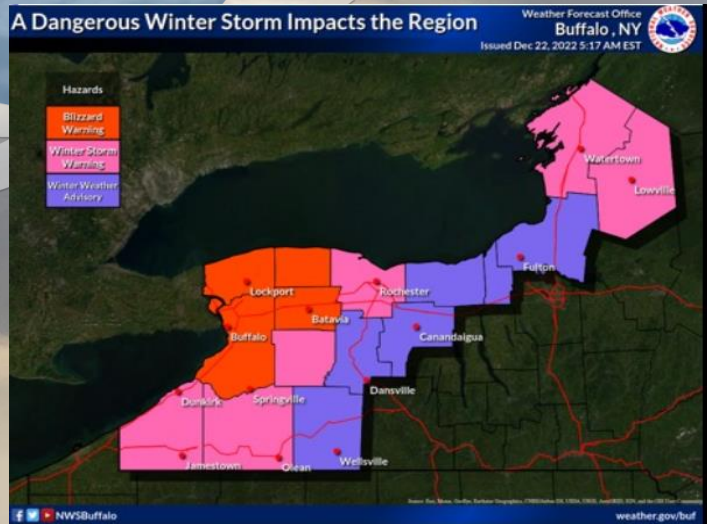 A Dangerous Winter Storm Impacts the Region
Weather Forecast Office
Buffalo, NY
Issued Dec 22, 2022 5:17 AM EST
Hazards
Blizzard
Warning
Winter Storm
Warning
Winter Weather
Advisory
Watertown
Lowville
Fulton
Lockport
Rochester
Batavia
Buffalo
Canandaigua
Dansville
Dunkirk
Springville
Jamestown
Olean
Wellsville
NWSBuffalo
weather.gov/buf